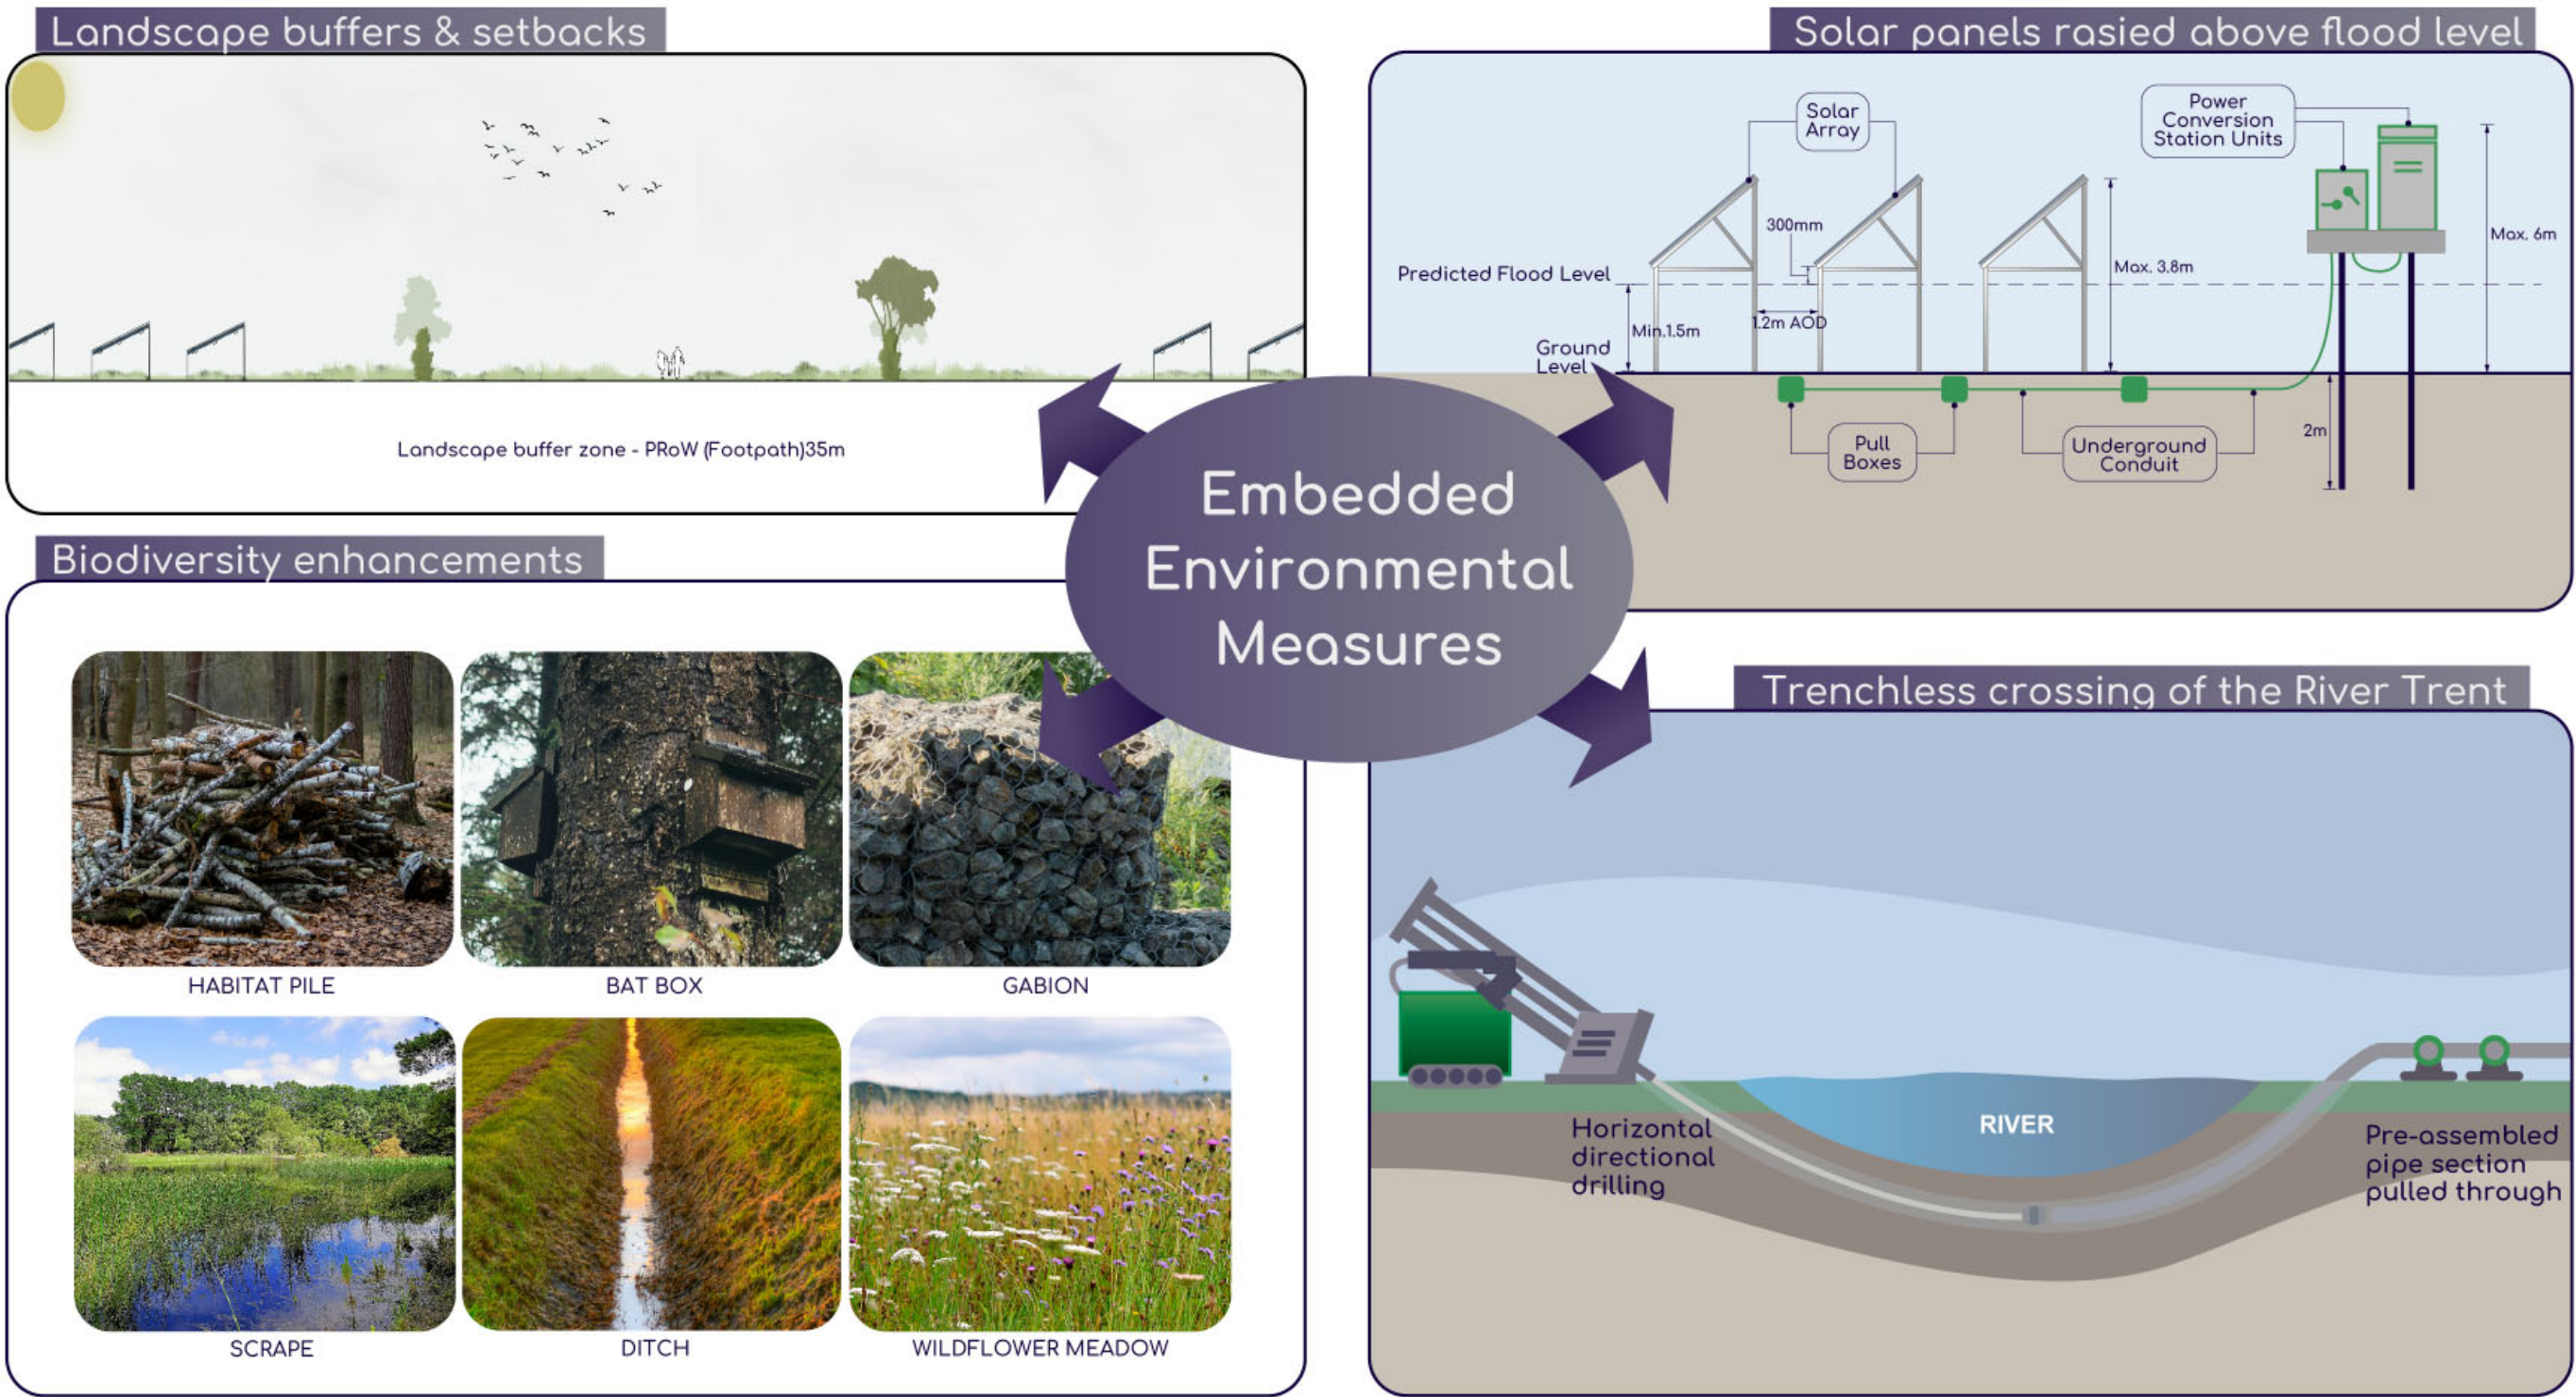 Landscape buffers & setbacks
Landscape buffer zone - PRoW (Footpath)35m
Solar panels rasied above flood level
Solar
Array
Power
Conversion
Station Units
300mm
Predicted Flood Level
Min.1.5m
1.2m AOD
Max. 3.8m
Max. 6m
Ground
Level
Pull
Boxes
Underground
Conduit
2m
Embedded
Environmental
Measures
Biodiversity enhancements
HABITAT PILE
BAT BOX
GABION
SCRAPE
DITCH
WILDFLOWER MEADOW
Trenchless crossing of the River Trent
RIVER
Horizontal
directional
drilling
Pre-assembled
pipe section
pulled through